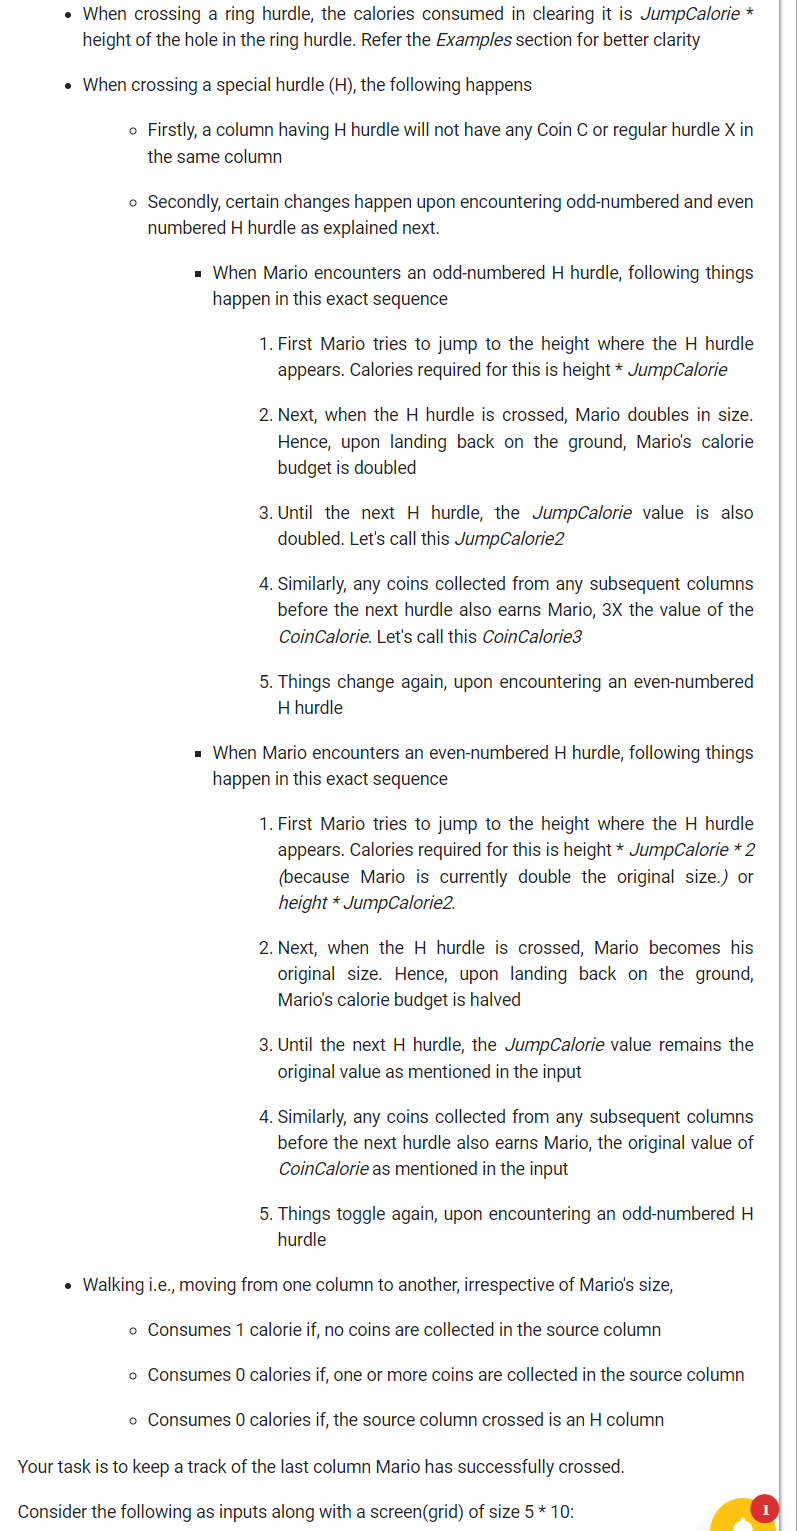 • When crossing a ring hurdle, the calories consumed in clearing it is JumpCalorie *
height of the hole in the ring hurdle. Refer the Examples section for better clarity
• When crossing a special hurdle (H), the following happens
○ Firstly, a column having H hurdle will not have any Coin C or regular hurdle X in
the same column
○ Secondly, certain changes happen upon encountering odd-numbered and even
numbered H hurdle as explained next.
▪ When Mario encounters an odd-numbered H hurdle, following things
happen in this exact sequence
1. First Mario tries to jump to the height where the H hurdle
appears. Calories required for this is height * JumpCalorie
2. Next, when the H hurdle is crossed, Mario doubles in size.
Hence, upon landing back on the ground, Mario's calorie
budget is doubled
3. Until the next H hurdle, the JumpCalorie value is also
doubled. Let's call this JumpCalorie2
4. Similarly, any coins collected from any subsequent columns
before the next hurdle also earns Mario, 3X the value of the
CoinCalorie. Let's call this CoinCalorie3
5. Things change again, upon encountering an even-numbered
H hurdle
▪ When Mario encounters an even-numbered H hurdle, following things
happen in this exact sequence
1. First Mario tries to jump to the height where the H hurdle
appears. Calories required for this is height * JumpCalorie * 2
(because Mario is currently double the original size.) or
height * JumpCalorie2.
2. Next, when the H hurdle is crossed, Mario becomes his
original size. Hence, upon landing back on the ground,
Mario's calorie budget is halved
3. Until the next H hurdle, the JumpCalorie value remains the
original value as mentioned in the input
4. Similarly, any coins collected from any subsequent columns
before the next hurdle also earns Mario, the original value of
CoinCalorie as mentioned in the input
5. Things toggle again, upon encountering an odd-numbered H
hurdle
• Walking i.e., moving from one column to another, irrespective of Mario's size,
○ Consumes 1 calorie if, no coins are collected in the source column
○ Consumes 0 calories if, one or more coins are collected in the source column
○ Consumes 0 calories if, the source column crossed is an H column
Your task is to keep a track of the last column Mario has successfully crossed.
Consider the following as inputs along with a screen(grid) of size 5 * 10:
1